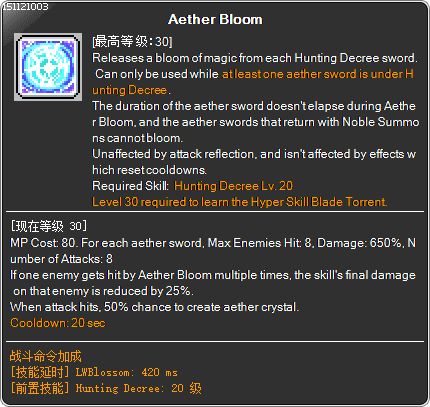 151121003
Aether Bloom
[最高等级:30]
Releases a bloom of magic from each Hunting Decree sword.
Can only be used while at least one aether sword is under H
unting Decree.
The duration of the aether sword doesn't elapse during Aethe
r Bloom, and the aether swords that return with Noble Summo
ns cannot bloom.
Unaffected by attack reflection, and isn't affected by effects w
hich reset cooldowns.
Required Skill: Hunting Decree Lv. 20
Level 30 required to learn the Hyper Skill Blade Torrent.
[现在等级 30]
MP Cost: 80. For each aether sword, Max Enemies Hit: 8, Damage: 650%, N
umber of Attacks: 8
If one enemy gets hit by Aether Bloom multiple times, the skill's final damage
on that enemy is reduced by 25%.
When attack hits, 50% chance to create aether crystal.
Cooldown: 20 sec
战斗命令加成
[技能延时] LWBlossom: 420 ms
[前置技能] Hunting Decree: 20 级